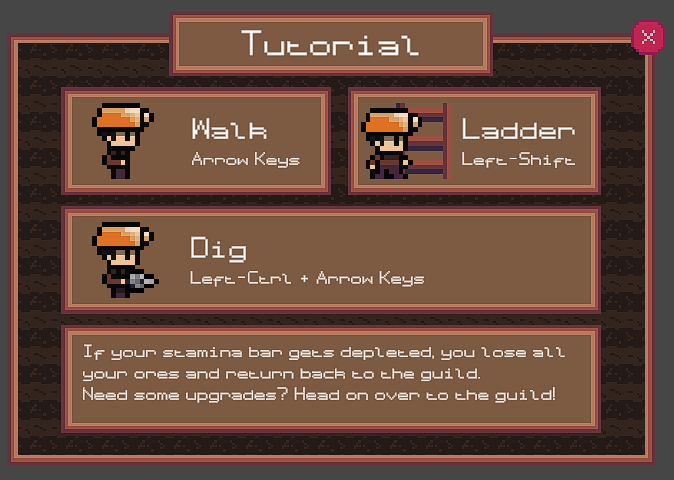 Tutorial
Walk
Arrow Keys
Ladder
Left-Shift
Dig
Left-Ctrl + Arrow Keys
If your stamina bar gets depleted, you lose all
your ores and return back to the guild.
Need some upgrades? Head on over to the guild!